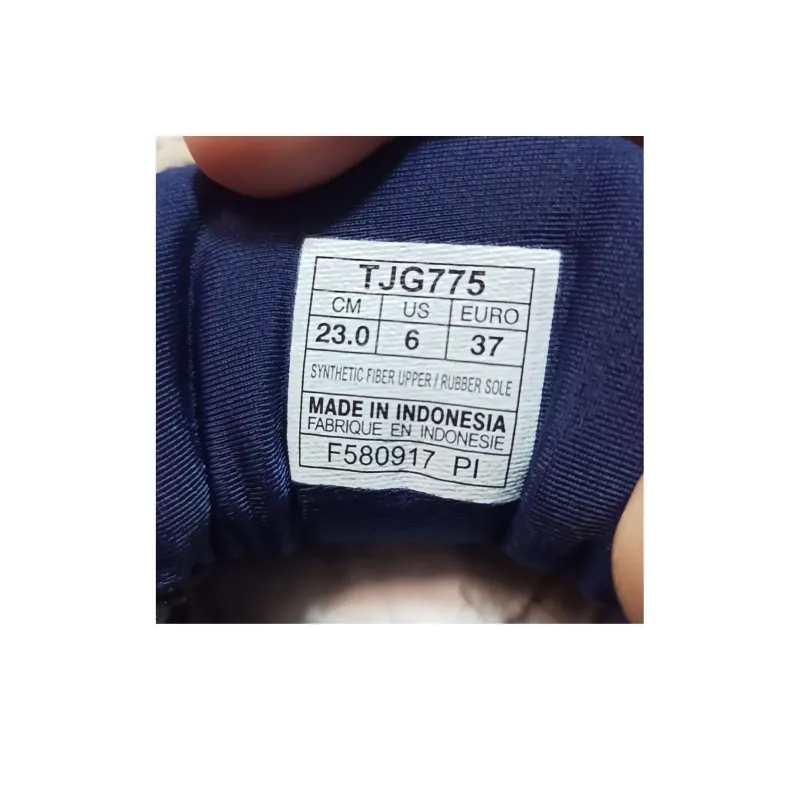 TJG775
CM US EURO
23.0 6 37
SYNTHETIC FIBER UPPER / RUBBER SOLE
MADE IN INDONESIA
FABRIQUE EN INDONESIE
F580917 PI